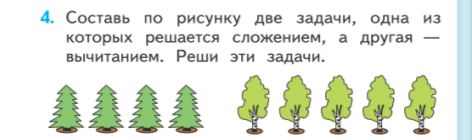 4. Составь по рисунку две задачи, одна из
которых решается сложением, а другая —
вычитанием. Реши эти задачи.